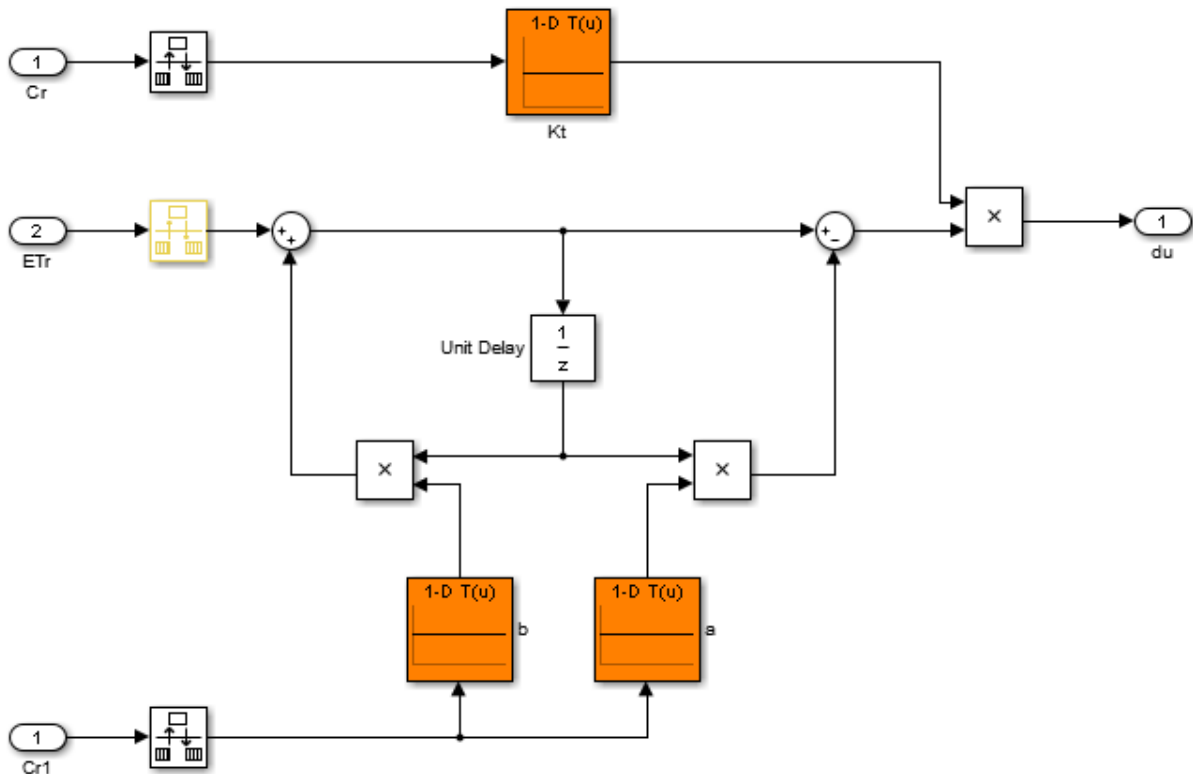 1-D T(u)
1
Cr
Kt
2
ETr
+
+
+
−
×
1
du
Unit Delay
1
z
×
×
1-D T(u)
b
1-D T(u)
a
1
Cr1